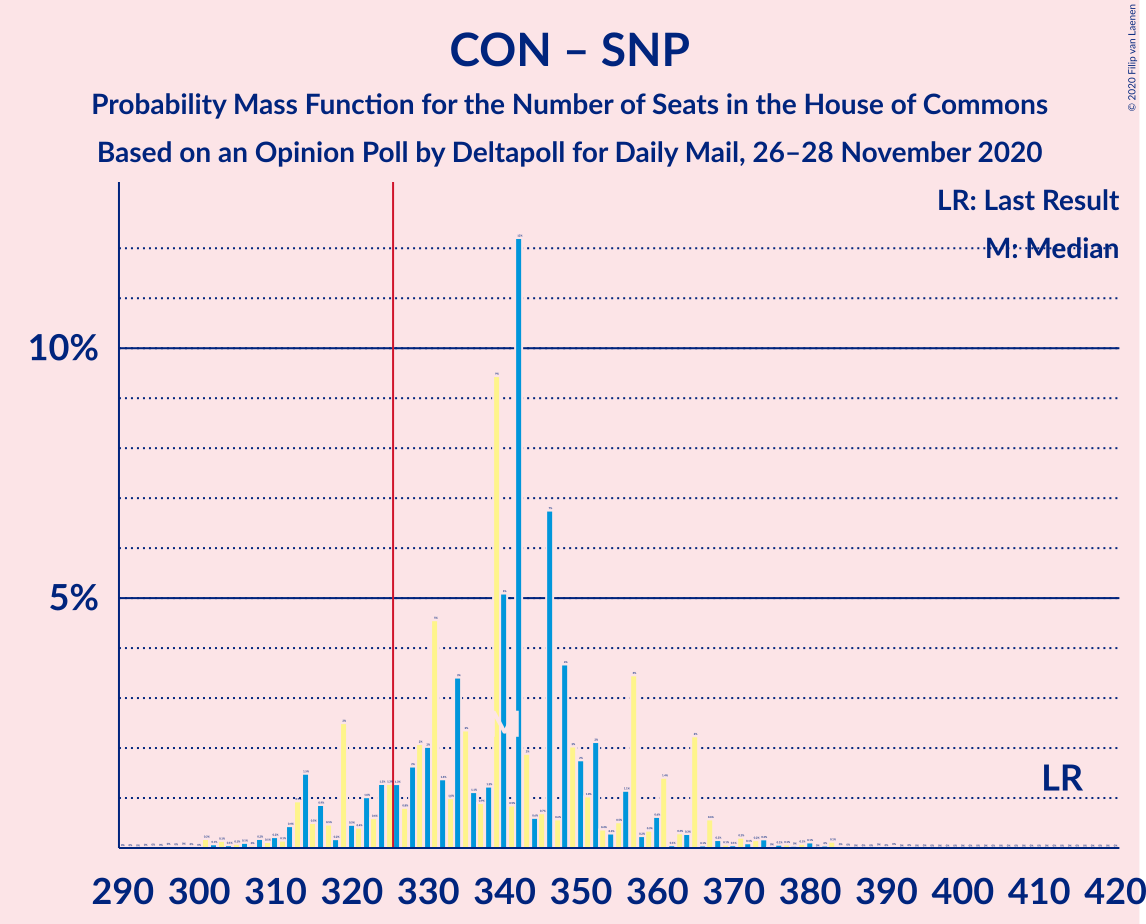 CON – SNP
Probability Mass Function for the Number of Seats in the House of Commons
Based on an Opinion Poll by Deltapoll for Daily Mail, 26–28 November 2020
© 2020 Filip van Laenen
LR: Last Result
M: Median
10%
5%
M
LR
290 300 310 320 330 340 350 360 370 380 390 400 410 420